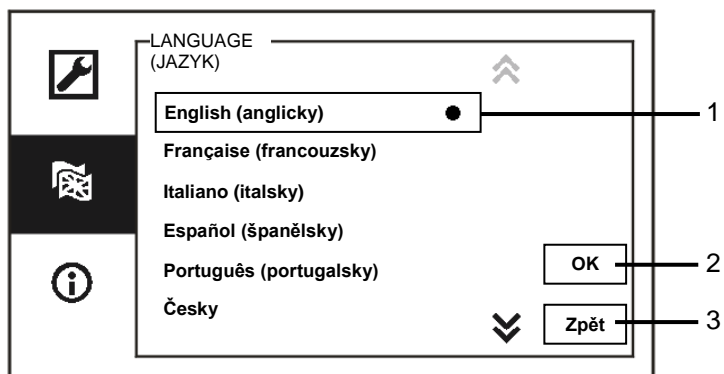 LANGUAGE
(JAZYK)
English (anglicky)
1
Française (francouzsky)
Italiano (italsky)
Español (španělsky)
Português (portugalsky)
OK
2
Česky
Zpět
3